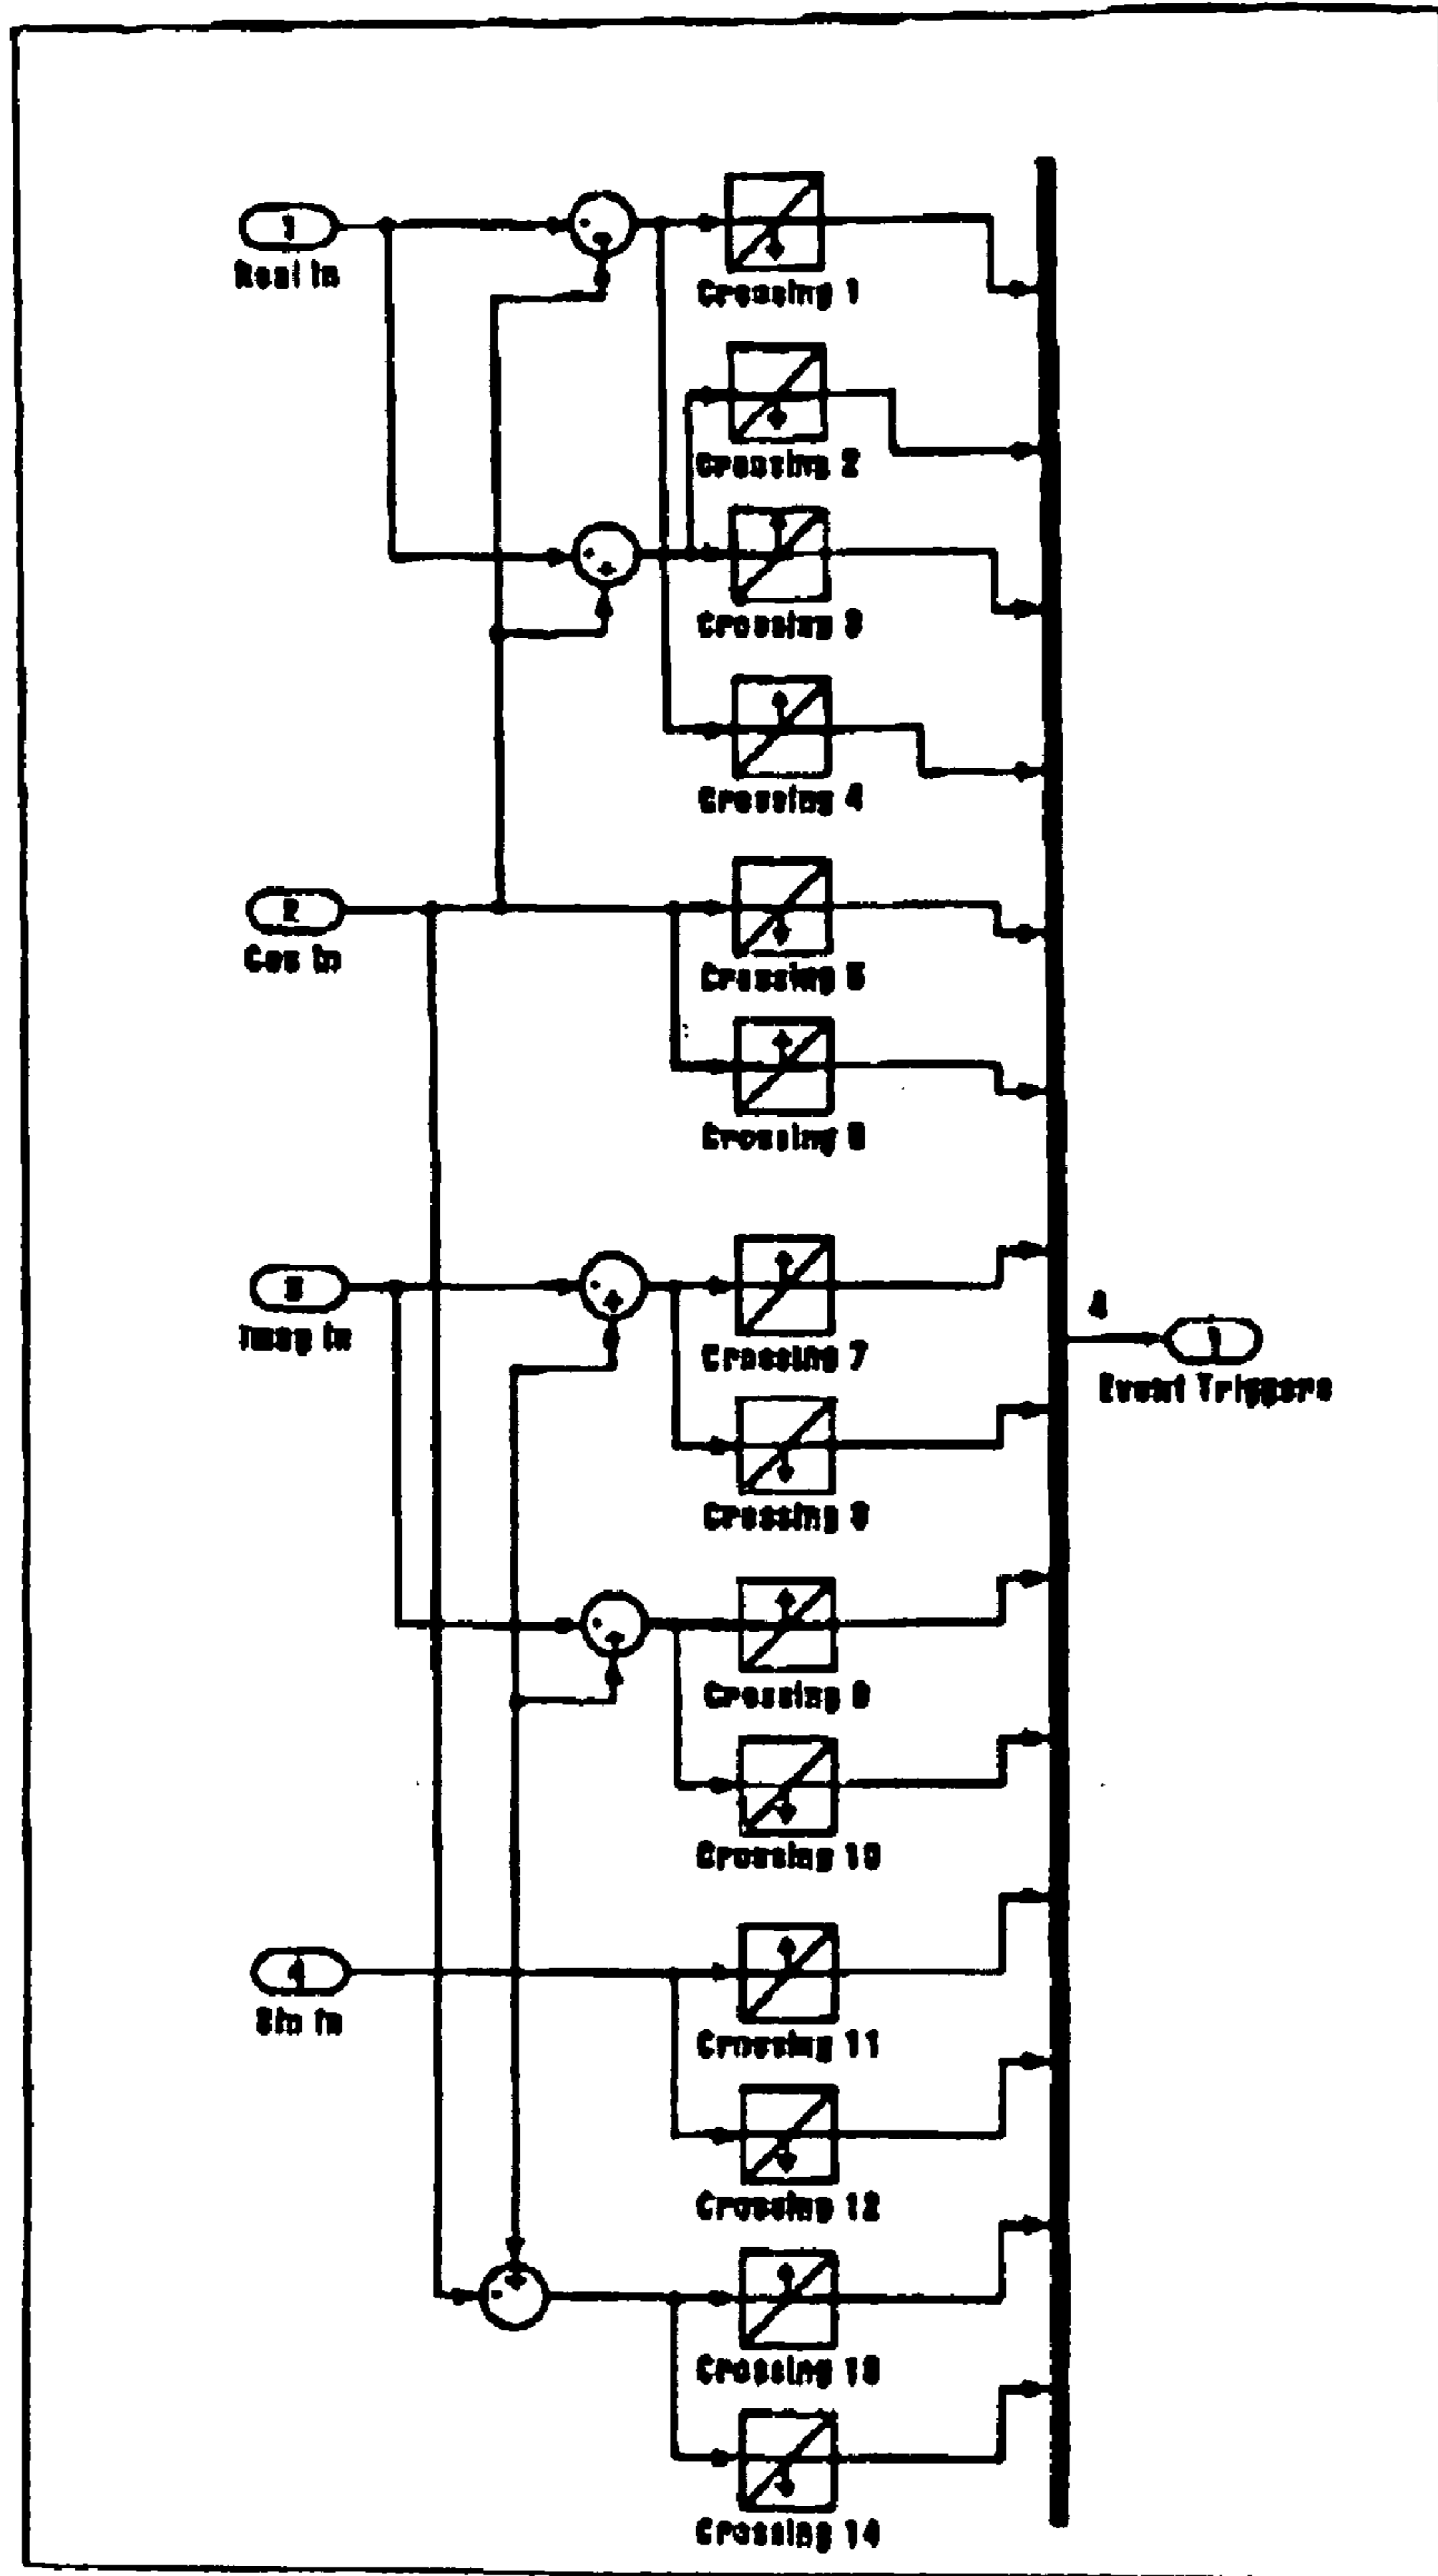 1
Real In
Crossing 1
Crossing 2
Crossing 3
Crossing 4
2
Cos In
Crossing 5
Crossing 6
3
Imag In
Crossing 7
4
1
Event Triggers
Crossing 8
Crossing 9
Crossing 10
4
Sin In
Crossing 11
Crossing 12
Crossing 13
Crossing 14